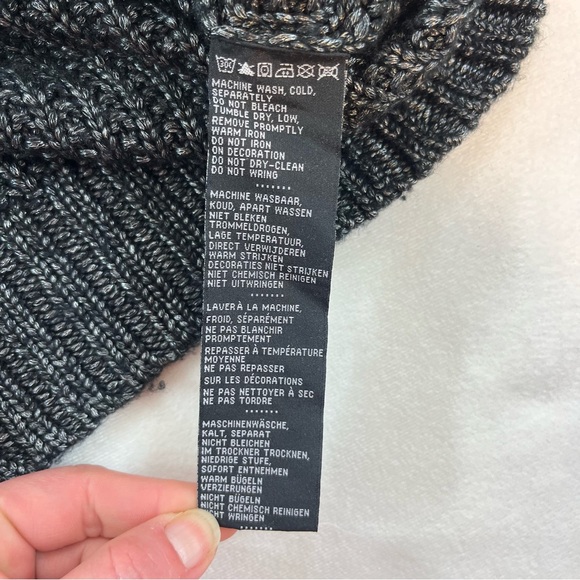 30C
MACHINE WASH, COLD,
SEPARATELY
DO NOT BLEACH
TUMBLE DRY, LOW,
REMOVE PROMPTLY
WARM IRON
DO NOT IRON
ON DECORATION
DO NOT DRY-CLEAN
DO NOT WRING
MACHINE WASBAAR,
KOUD, APART WASSEN
NIET BLEKEN
TROMMELDROGEN,
LAGE TEMPERATUUR,
DIRECT VERWIJDEREN
WARM STRIJKEN
DECORATIES NIET STRIJKEN
NIET CHEMISCH REINIGEN
NIET UITWRINGEN
LAVER À LA MACHINE,
FROID, SÉPARÉMENT
NE PAS BLANCHIR
PROMPTEMENT
REPASSER À TEMPÉRATURE
MOYENNE
NE PAS REPASSER
SUR LES DÉCORATIONS
NE PAS NETTOYER À SEC
NE PAS TORDRE
MASCHINENWÄSCHE,
KALT, SEPARAT
NICHT BLEICHEN
IM TROCKNER TROCKNEN,
NIEDRIGE STUFE,
SOFORT ENTNEHMEN
WARM BÜGELN
VERZIERUNGEN
NICHT BÜGELN
NICHT CHEMISCH REINIGEN
NICHT WRINGEN